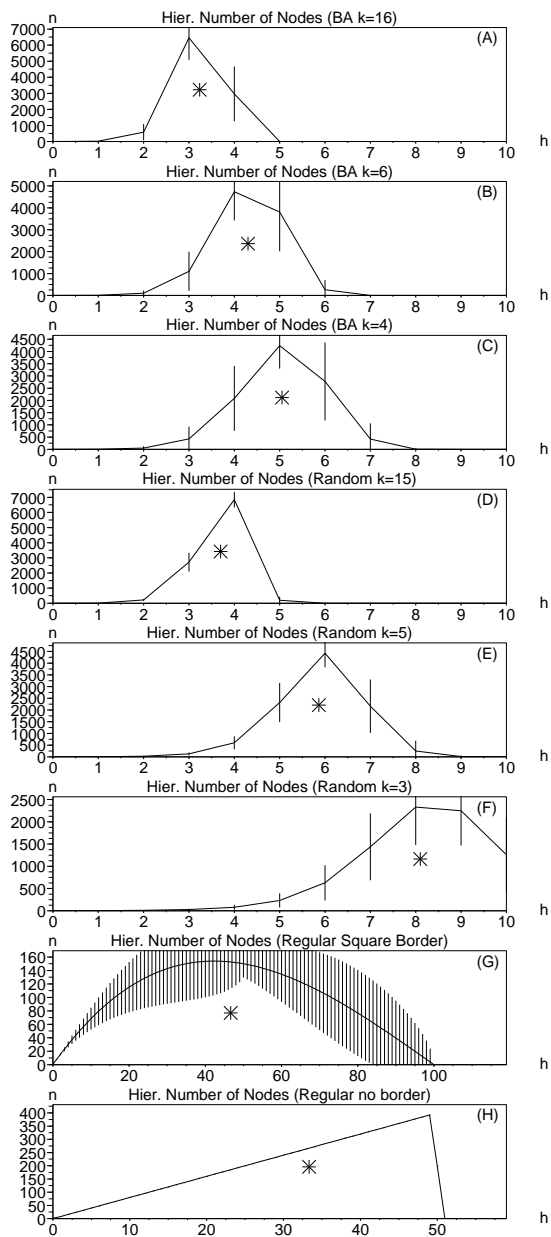 n
Hier. Number of Nodes (BA k=16)
(A)
7000
6000
5000
4000
3000
2000
1000
0
0 1 2 3 4 5 6 7 8 9 10
h
n
Hier. Number of Nodes (BA k=6)
(B)
5000
4000
3000
2000
1000
0
0 1 2 3 4 5 6 7 8 9 10
h
n
Hier. Number of Nodes (BA k=4)
(C)
4500
4000
3500
3000
2500
2000
1500
1000
500
0
0 1 2 3 4 5 6 7 8 9 10
h
n
Hier. Number of Nodes (Random k=15)
(D)
7000
6000
5000
4000
3000
2000
1000
0
0 1 2 3 4 5 6 7 8 9 10
h
n
Hier. Number of Nodes (Random k=5)
(E)
4500
4000
3500
3000
2500
2000
1500
1000
500
0
0 1 2 3 4 5 6 7 8 9 10
h
n
Hier. Number of Nodes (Random k=3)
(F)
2500
2000
1500
1000
500
0
0 1 2 3 4 5 6 7 8 9 10
h
n
Hier. Number of Nodes (Regular Square Border)
(G)
160
140
120
100
80
60
40
20
0
0 20 40 60 80 100
h
n
Hier. Number of Nodes (Regular no border)
(H)
400
350
300
250
200
150
100
50
0
0 10 20 30 40 50
h